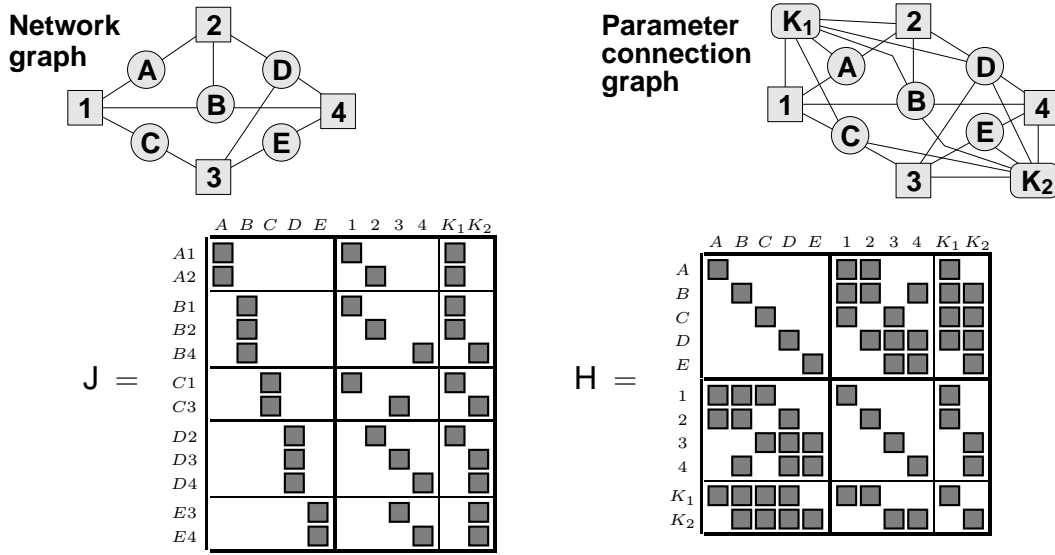 Network graph
1
2
3
4
A
B
C
D
E
Parameter connection graph
K1
2
A
D
1
B
4
C
E
3
K2
A B C D E 1 2 3 4 K1 K2
A1
A2
B1
B2
B4
J =
C1
C3
D2
D3
D4
E3
E4
A B C D E 1 2 3 4 K1 K2
A
B
C
D
E
H =
1
2
3
4
K1
K2